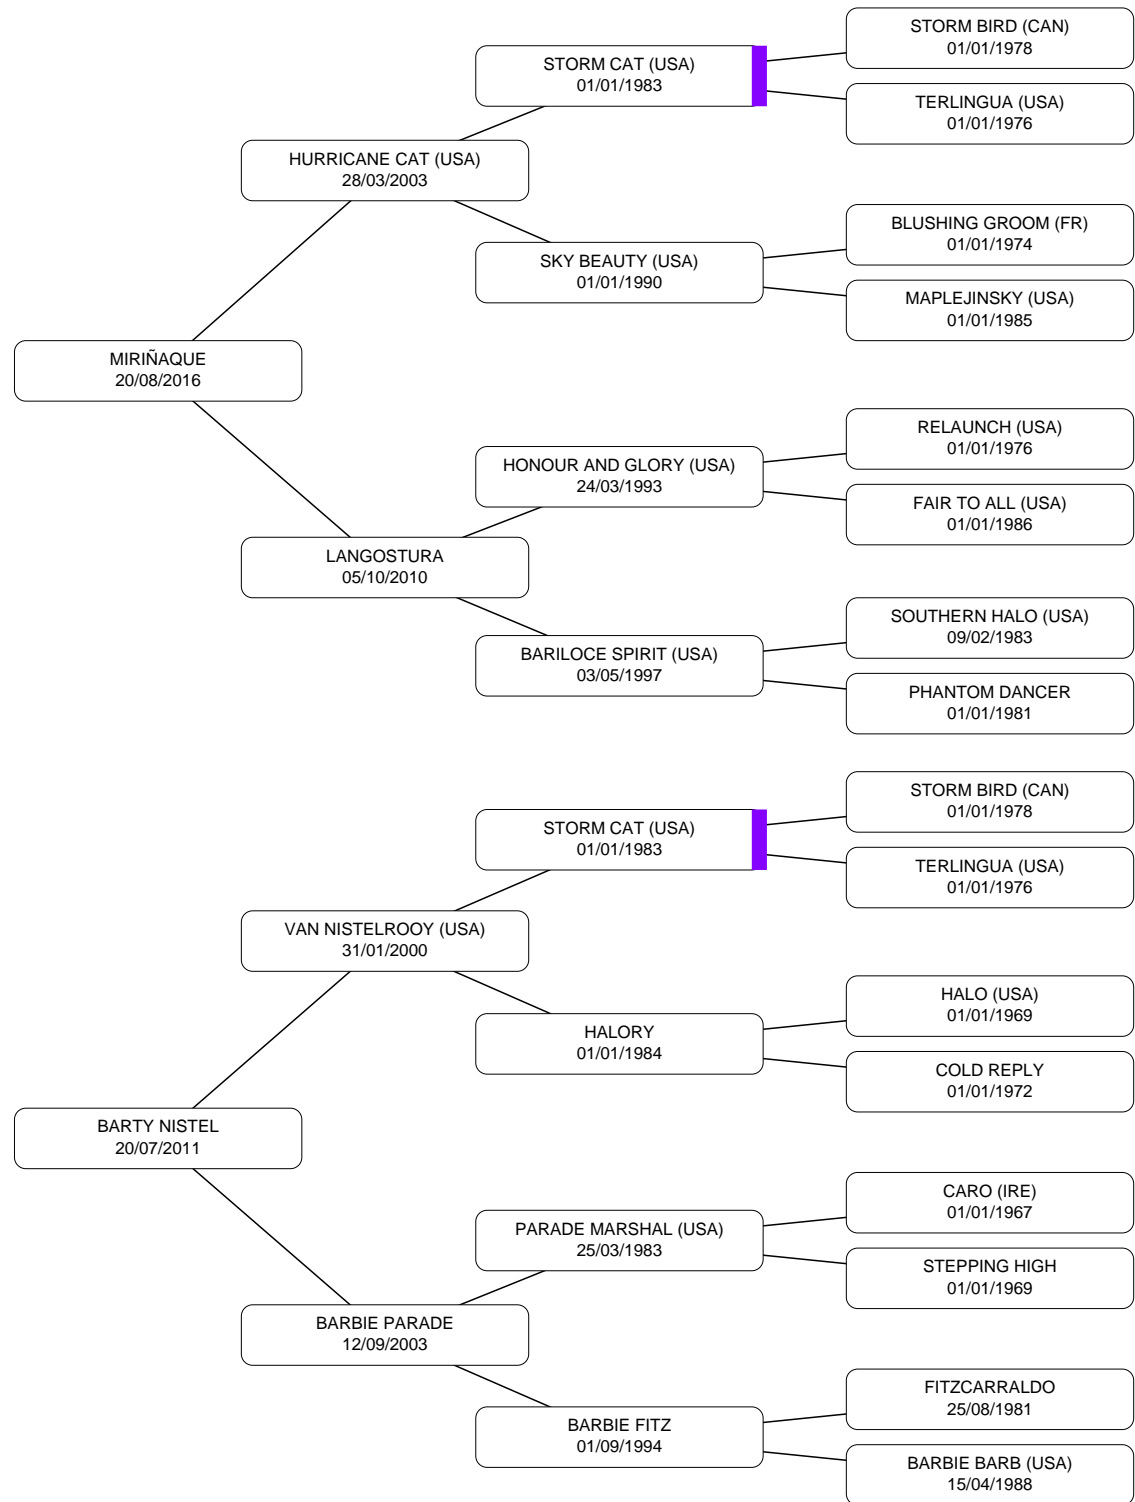 STORM BIRD (CAN)
01/01/1978
STORM CAT (USA)
01/01/1983
TERLINGUA (USA)
01/01/1976
HURRICANE CAT (USA)
28/03/2003
BLUSHING GROOM (FR)
01/01/1974
SKY BEAUTY (USA)
01/01/1990
MAPLEJINSKY (USA)
01/01/1985
MIRIÑAQUE
20/08/2016
RELAUNCH (USA)
01/01/1976
HONOUR AND GLORY (USA)
24/03/1993
FAIR TO ALL (USA)
01/01/1986
LANGOSTURA
05/10/2010
SOUTHERN HALO (USA)
09/02/1983
BARILOCE SPIRIT (USA)
03/05/1997
PHANTOM DANCER
01/01/1981
STORM BIRD (CAN)
01/01/1978
STORM CAT (USA)
01/01/1983
TERLINGUA (USA)
01/01/1976
VAN NISTELROOY (USA)
31/01/2000
HALO (USA)
01/01/1969
HALORY
01/01/1984
COLD REPLY
01/01/1972
BARTY NISTEL
20/07/2011
CARO (IRE)
01/01/1967
PARADE MARSHAL (USA)
25/03/1983
STEPPING HIGH
01/01/1969
BARBIE PARADE
12/09/2003
FITZCARRALDO
25/08/1981
BARBIE FITZ
01/09/1994
BARBIE BARB (USA)
15/04/1988